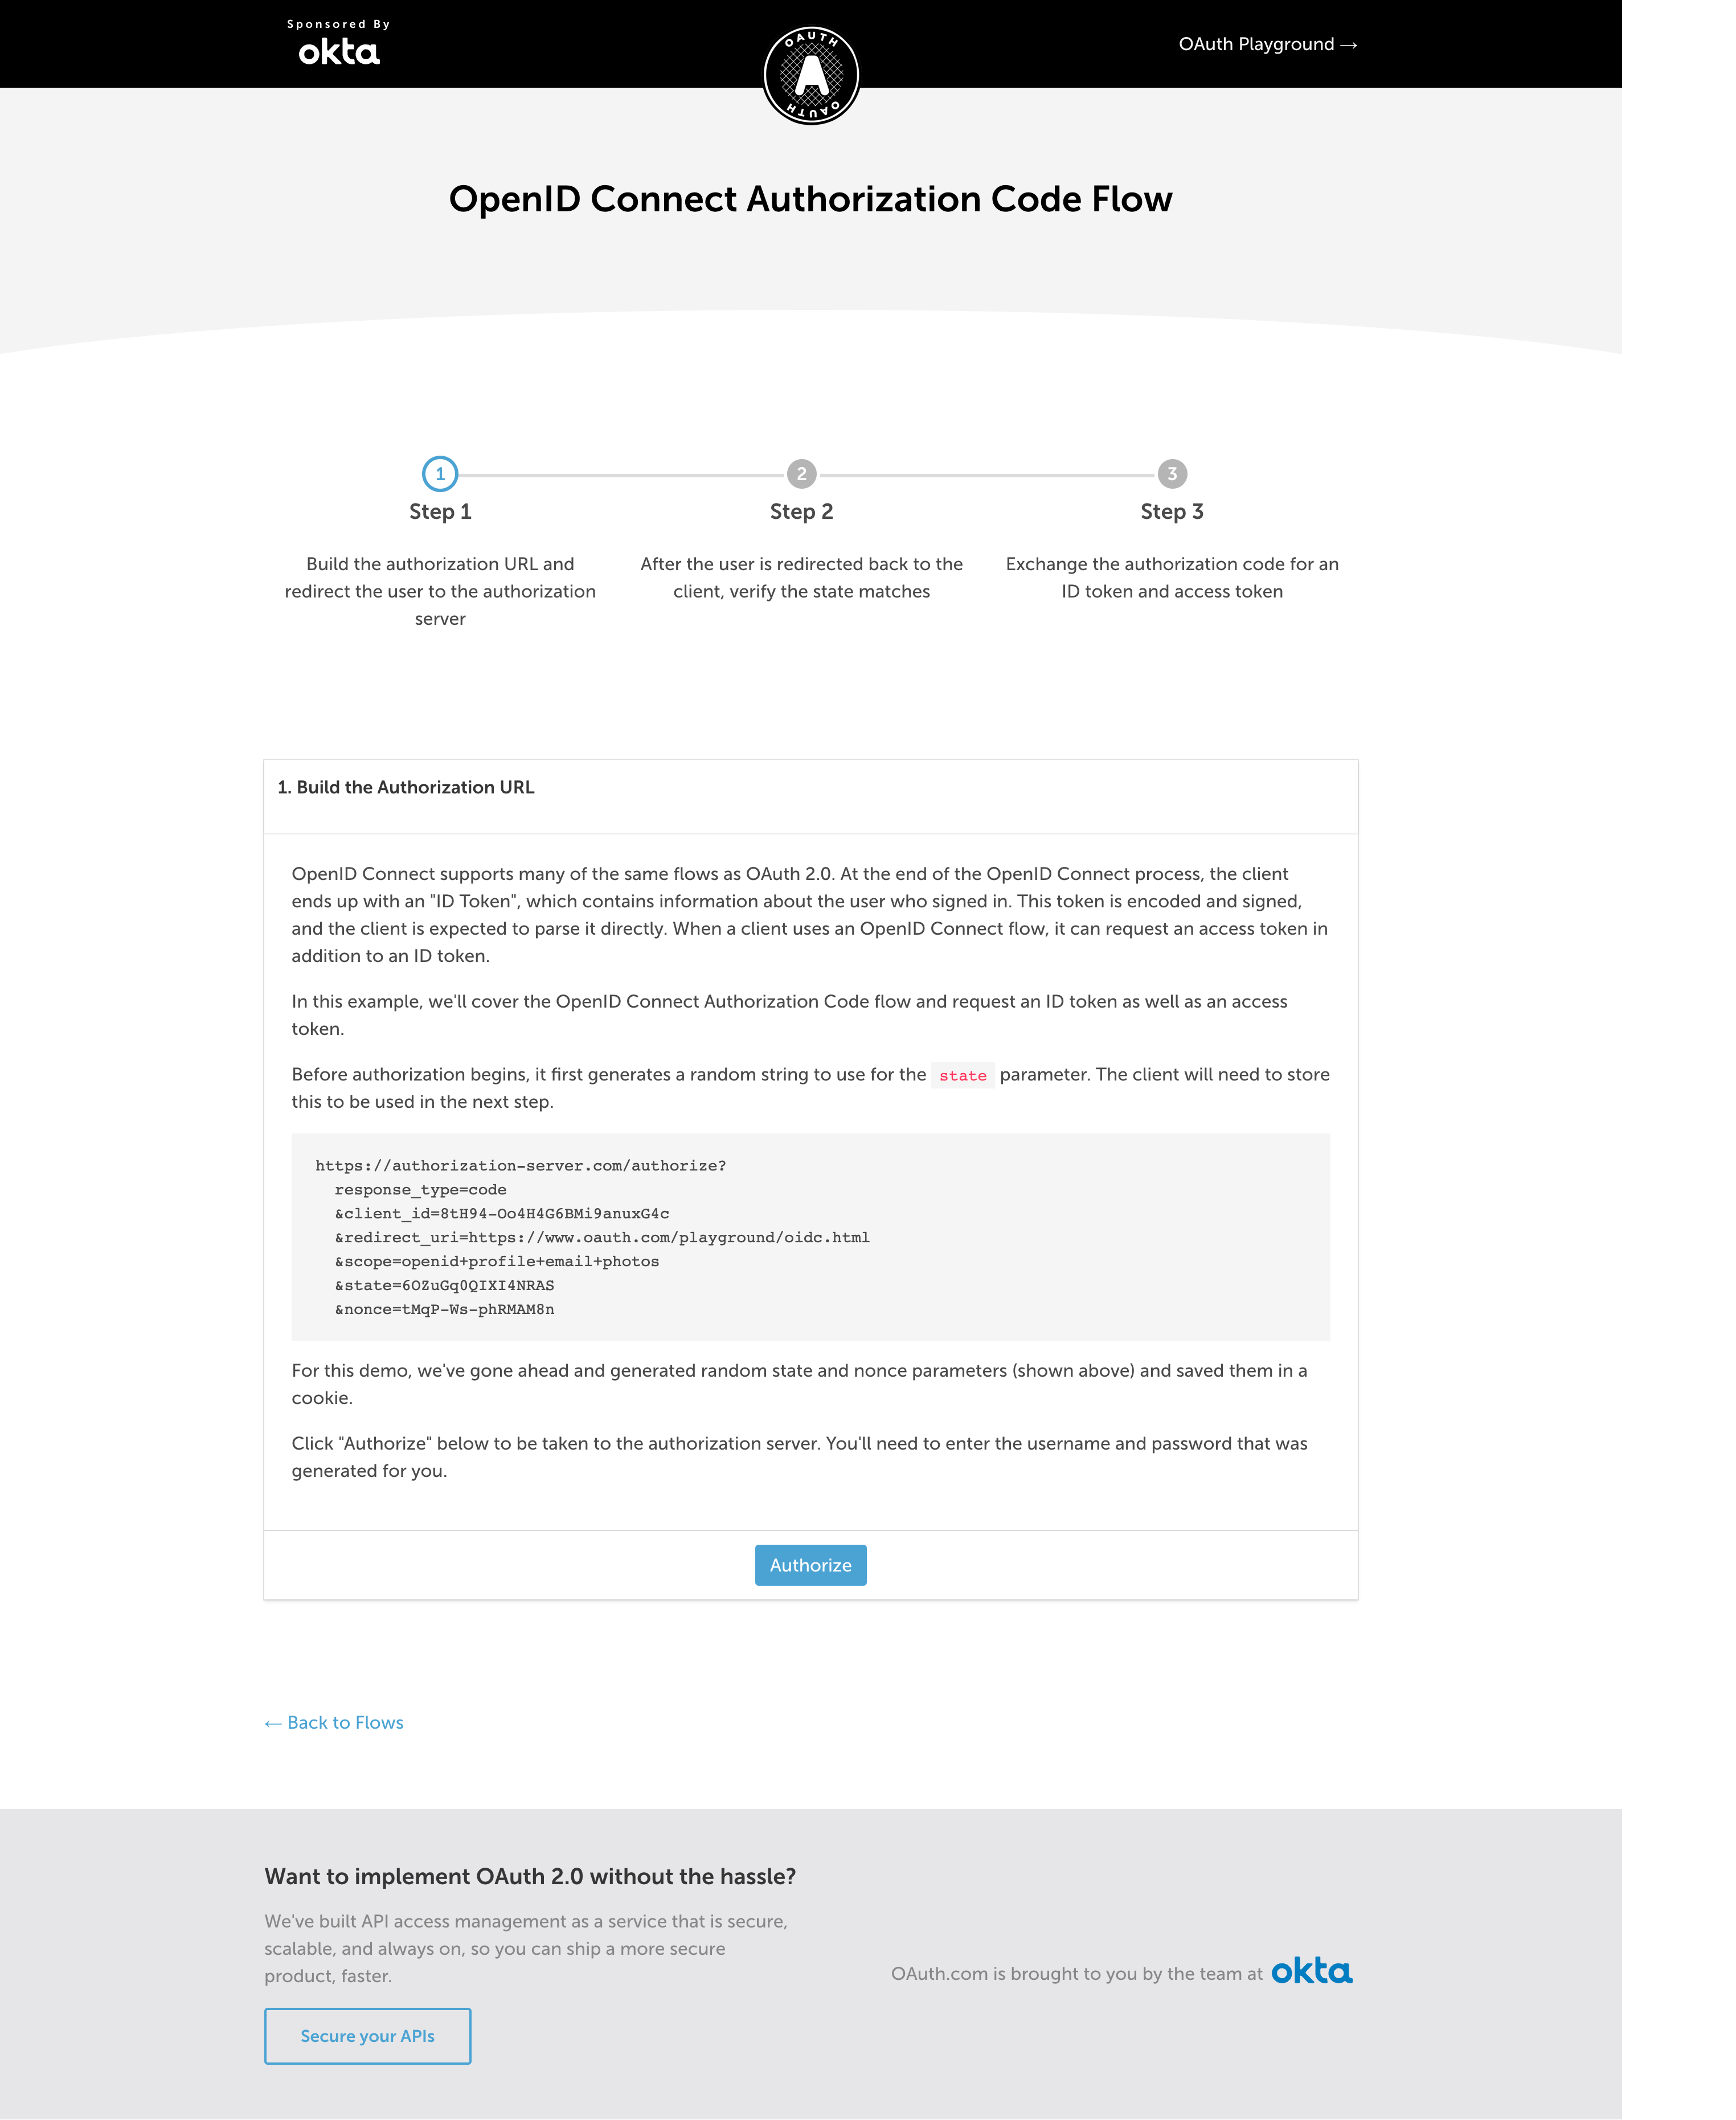 Sponsored By
okta
OAuth Playground →
OAUTH
A
OAUTH
OpenID Connect Authorization Code Flow
1
2
3
Step 1
Step 2
Step 3
Build the authorization URL and
redirect the user to the authorization
server
After the user is redirected back to the
client, verify the state matches
Exchange the authorization code for an
ID token and access token
1. Build the Authorization URL
OpenID Connect supports many of the same flows as OAuth 2.0. At the end of the OpenID Connect process, the client
ends up with an "ID Token", which contains information about the user who signed in. This token is encoded and signed,
and the client is expected to parse it directly. When a client uses an OpenID Connect flow, it can request an access token in
addition to an ID token.
In this example, we'll cover the OpenID Connect Authorization Code flow and request an ID token as well as an access
token.
Before authorization begins, it first generates a random string to use for the state parameter. The client will need to store
this to be used in the next step.
https://authorization-server.com/authorize?
response_type=code
&client_id=8tH94-Oo4H4G6BMi9anuxG4c
&redirect_uri=https://www.oauth.com/playground/oidc.html
&scope=openid+profile+email+photos
&state=6OZuGq0QIXI4NRAS
&nonce=tMqP-Ws-phRMAM8n
For this demo, we've gone ahead and generated random state and nonce parameters (shown above) and saved them in a
cookie.
Click "Authorize" below to be taken to the authorization server. You'll need to enter the username and password that was
generated for you.
Authorize
← Back to Flows
Want to implement OAuth 2.0 without the hassle?
We've built API access management as a service that is secure,
scalable, and always on, so you can ship a more secure
product, faster.
OAuth.com is brought to you by the team at okta
Secure your APIs